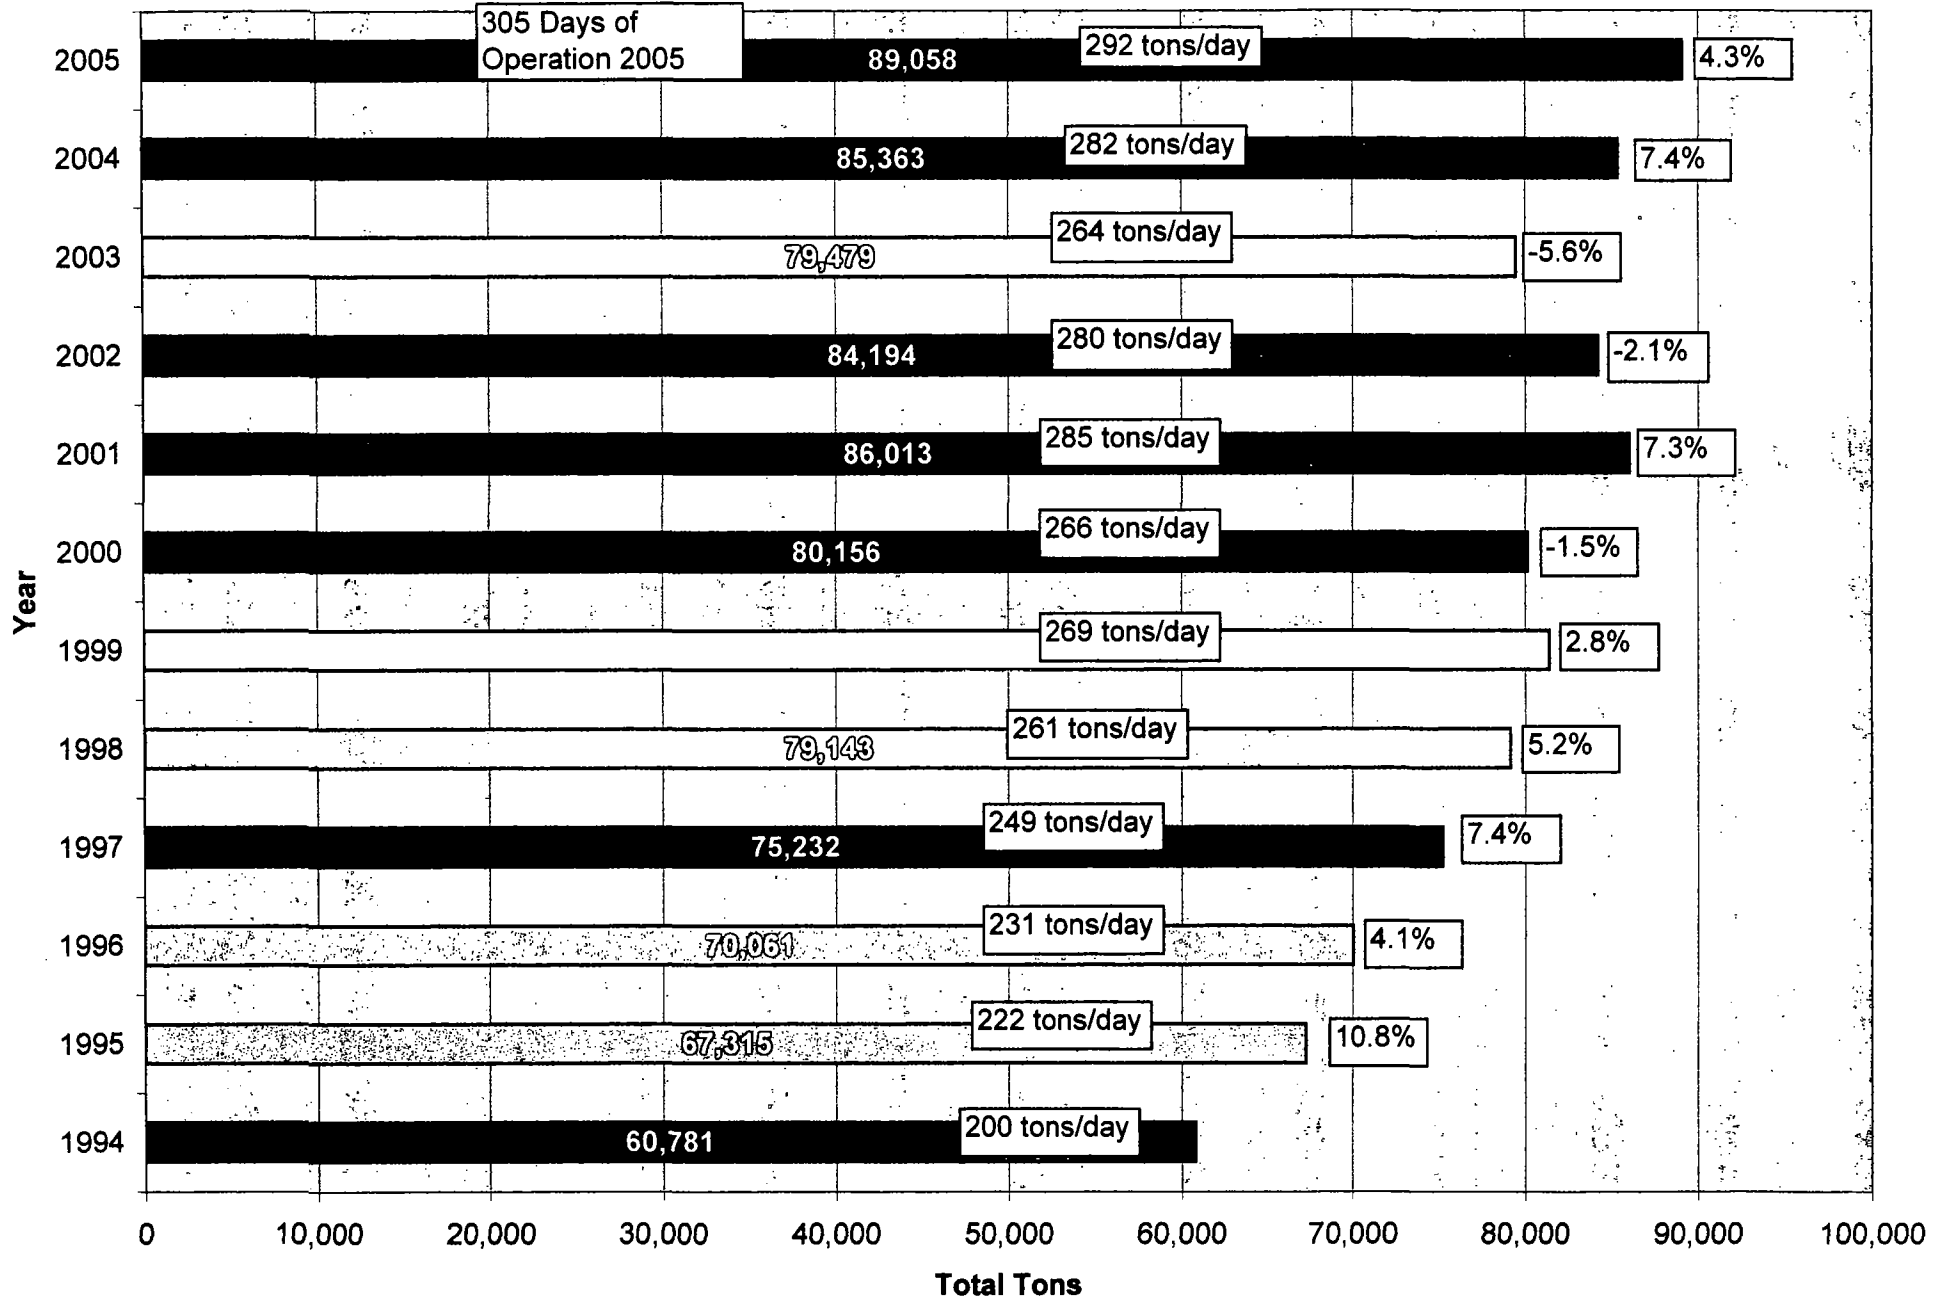 305 Days of
Operation 2005
2005 89,058 292 tons/day 4.3%
2004 85,363 282 tons/day 7.4%
2003 79,479 264 tons/day -5.6%
2002 84,194 280 tons/day -2.1%
2001 86,013 285 tons/day 7.3%
2000 80,156 266 tons/day -1.5%
1999 269 tons/day 2.8%
1998 79,143 261 tons/day 5.2%
1997 75,232 249 tons/day 7.4%
1996 70,061 231 tons/day 4.1%
1995 67,315 222 tons/day 10.8%
1994 60,781 200 tons/day
Year
0 10,000 20,000 30,000 40,000 50,000 60,000 70,000 80,000 90,000 100,000
Total Tons